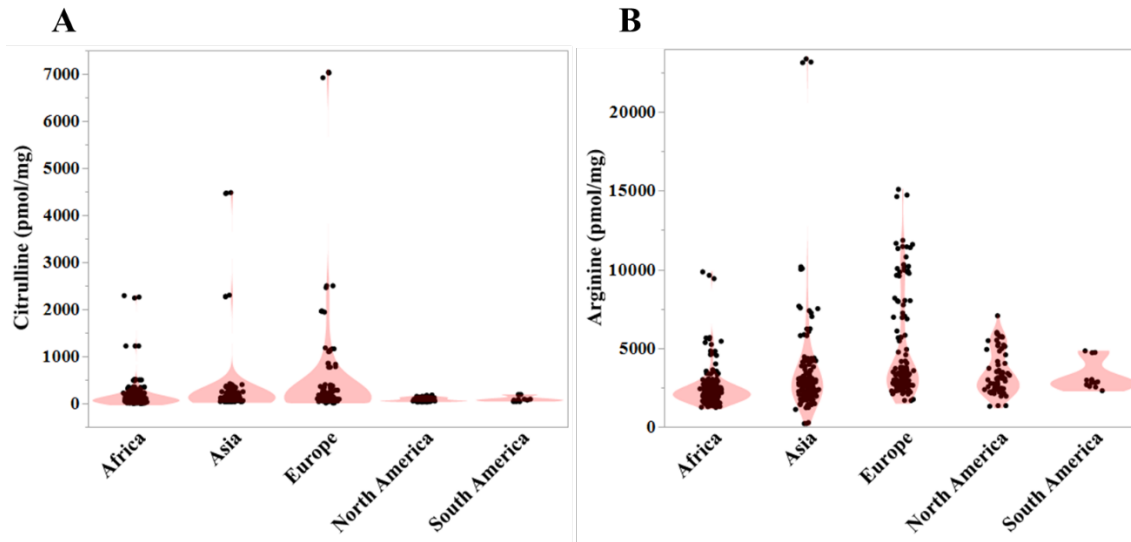 A
Citrulline (pmol/mg)
7000
6000
5000
4000
3000
2000
1000
0
Africa
Asia
Europe
North America
South America
B
Arginine (pmol/mg)
20000
15000
10000
5000
0
Africa
Asia
Europe
North America
South America